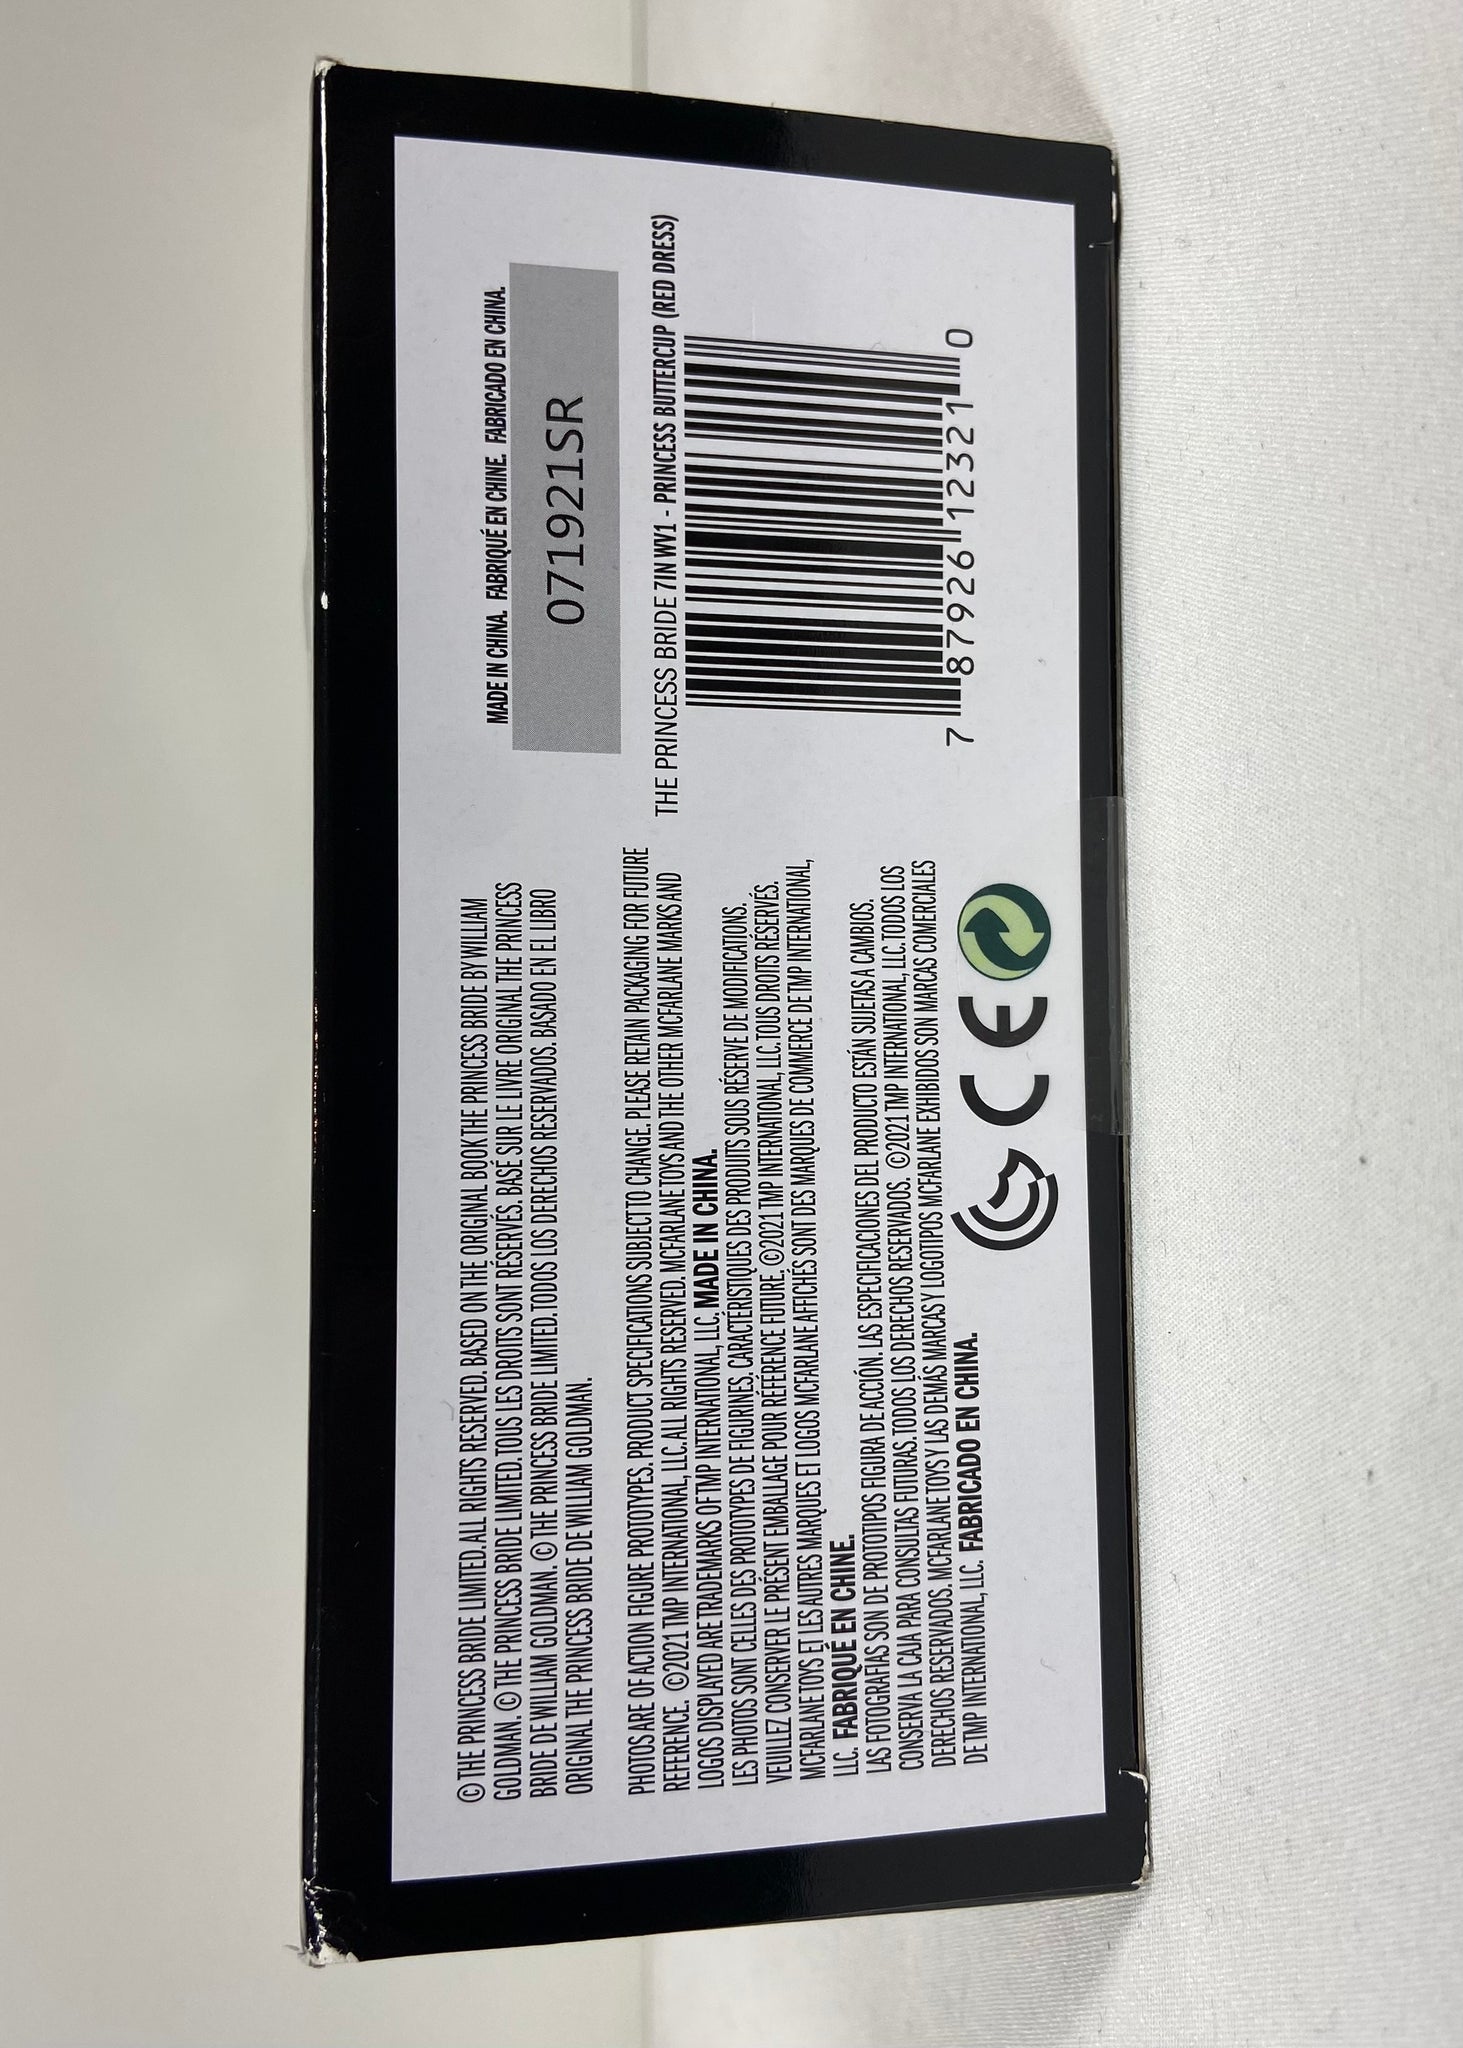 © THE PRINCESS BRIDE LIMITED. ALL RIGHTS RESERVED. BASED ON THE ORIGINAL BOOK THE PRINCESS BRIDE BY WILLIAM
GOLDMAN. © THE PRINCESS BRIDE LIMITED. TOUS LES DROITS SONT RÉSERVÉS. BASÉ SUR LE LIVRE ORIGINAL THE PRINCESS
BRIDE DE WILLIAM GOLDMAN. © THE PRINCESS BRIDE LIMITED. TODOS LOS DERECHOS RESERVADOS. BASADO EN EL LIBRO
ORIGINAL THE PRINCESS BRIDE DE WILLIAM GOLDMAN.
PHOTOS ARE OF ACTION FIGURE PROTOTYPES. PRODUCT SPECIFICATIONS SUBJECT TO CHANGE. PLEASE RETAIN PACKAGING FOR FUTURE
REFERENCE. ©2021 TMP INTERNATIONAL, LLC. ALL RIGHTS RESERVED. MCFARLANE TOYS AND THE OTHER MCFARLANE MARKS AND
LOGOS DISPLAYED ARE TRADEMARKS OF TMP INTERNATIONAL, LLC. MADE IN CHINA.
LES PHOTOS SONT CELLES DES PROTOTYPES DE FIGURINES. CARACTÉRISTIQUES DES PRODUITS SOUS RÉSERVE DE MODIFICATIONS.
VEUILLEZ CONSERVER LE PRÉSENT EMBALLAGE POUR RÉFÉRENCE FUTURE. ©2021 TMP INTERNATIONAL, LLC. TOUS DROITS RÉSERVÉS.
MCFARLANE TOYS ET LES AUTRES MARQUES ET LOGOS MCFARLANE AFFICHÉS SONT DES MARQUES DE COMMERCE DE TMP INTERNATIONAL,
LLC. FABRIQUÉ EN CHINE.
LAS FOTOGRAFIAS SON DE PROTOTIPOS FIGURA DE ACCIÓN. LAS ESPECIFICACIONES DEL PRODUCTO ESTÁN SUJETAS A CAMBIOS.
CONSERVA LA CAJA PARA CONSULTAS FUTURAS. TODOS LOS DERECHOS RESERVADOS. ©2021 TMP INTERNATIONAL, LLC. TODOS LOS
DERECHOS RESERVADOS. MCFARLANE TOYS Y LAS DEMÁS MARCAS Y LOGOTIPOS MCFARLANE EXHIBIDOS SON MARCAS COMERCIALES
DE TMP INTERNATIONAL, LLC. FABRICADO EN CHINA.
CE
MADE IN CHINA. FABRIQUÉ EN CHINE. FABRICADO EN CHINA.
071921SR
THE PRINCESS BRIDE 7IN WV1 - PRINCESS BUTTERCUP (RED DRESS)
7 87926 12321 0